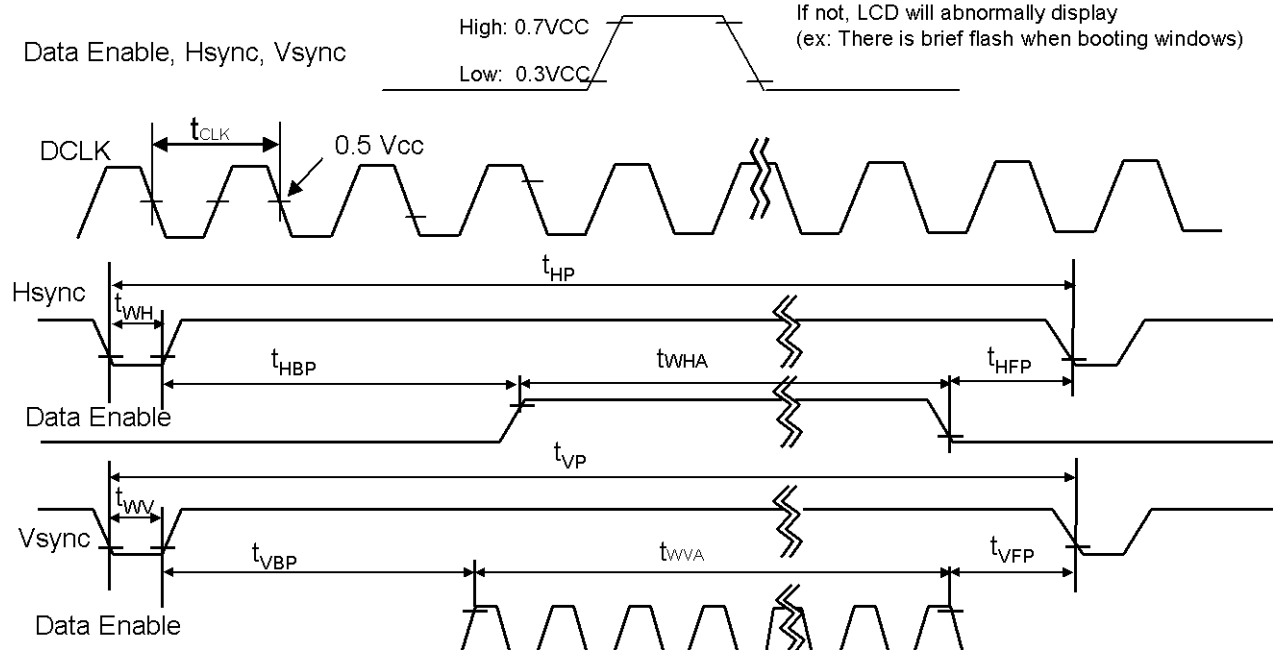 If not, LCD will abnormally display
High: 0.7VCC
(ex: There is brief flash when booting windows)
Data Enable, Hsync, Vsync
Low: 0.3VCC
tCLK
DCLK
0.5 Vcc
tHP
Hsync
tWH
tHBP
tWHA
tHFP
Data Enable
tVP
tWV
Vsync
tVBP
tWVA
tVFP
Data Enable